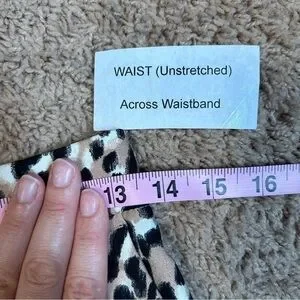 WAIST (Unstretched)
Across Waistband
13 14 15 16